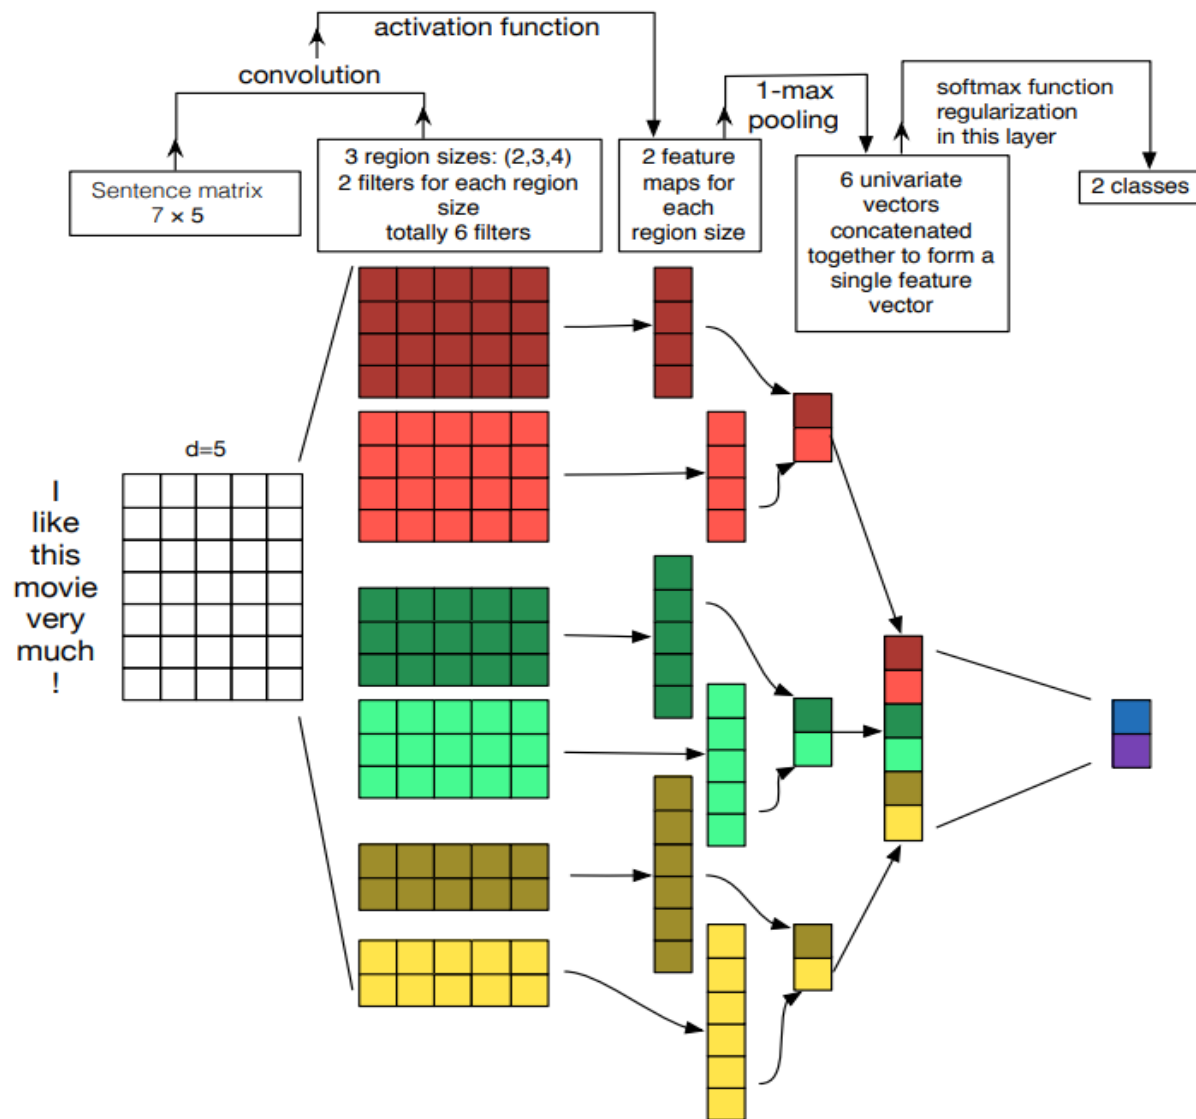 activation function
convolution
1-max
pooling
softmax function
regularization
in this layer
Sentence matrix
7 × 5
3 region sizes: (2,3,4)
2 filters for each region
size
totally 6 filters
2 feature
maps for
each
region size
6 univariate
vectors
concatenated
together to form a
single feature
vector
2 classes
d=5
I
like
this
movie
very
much
!